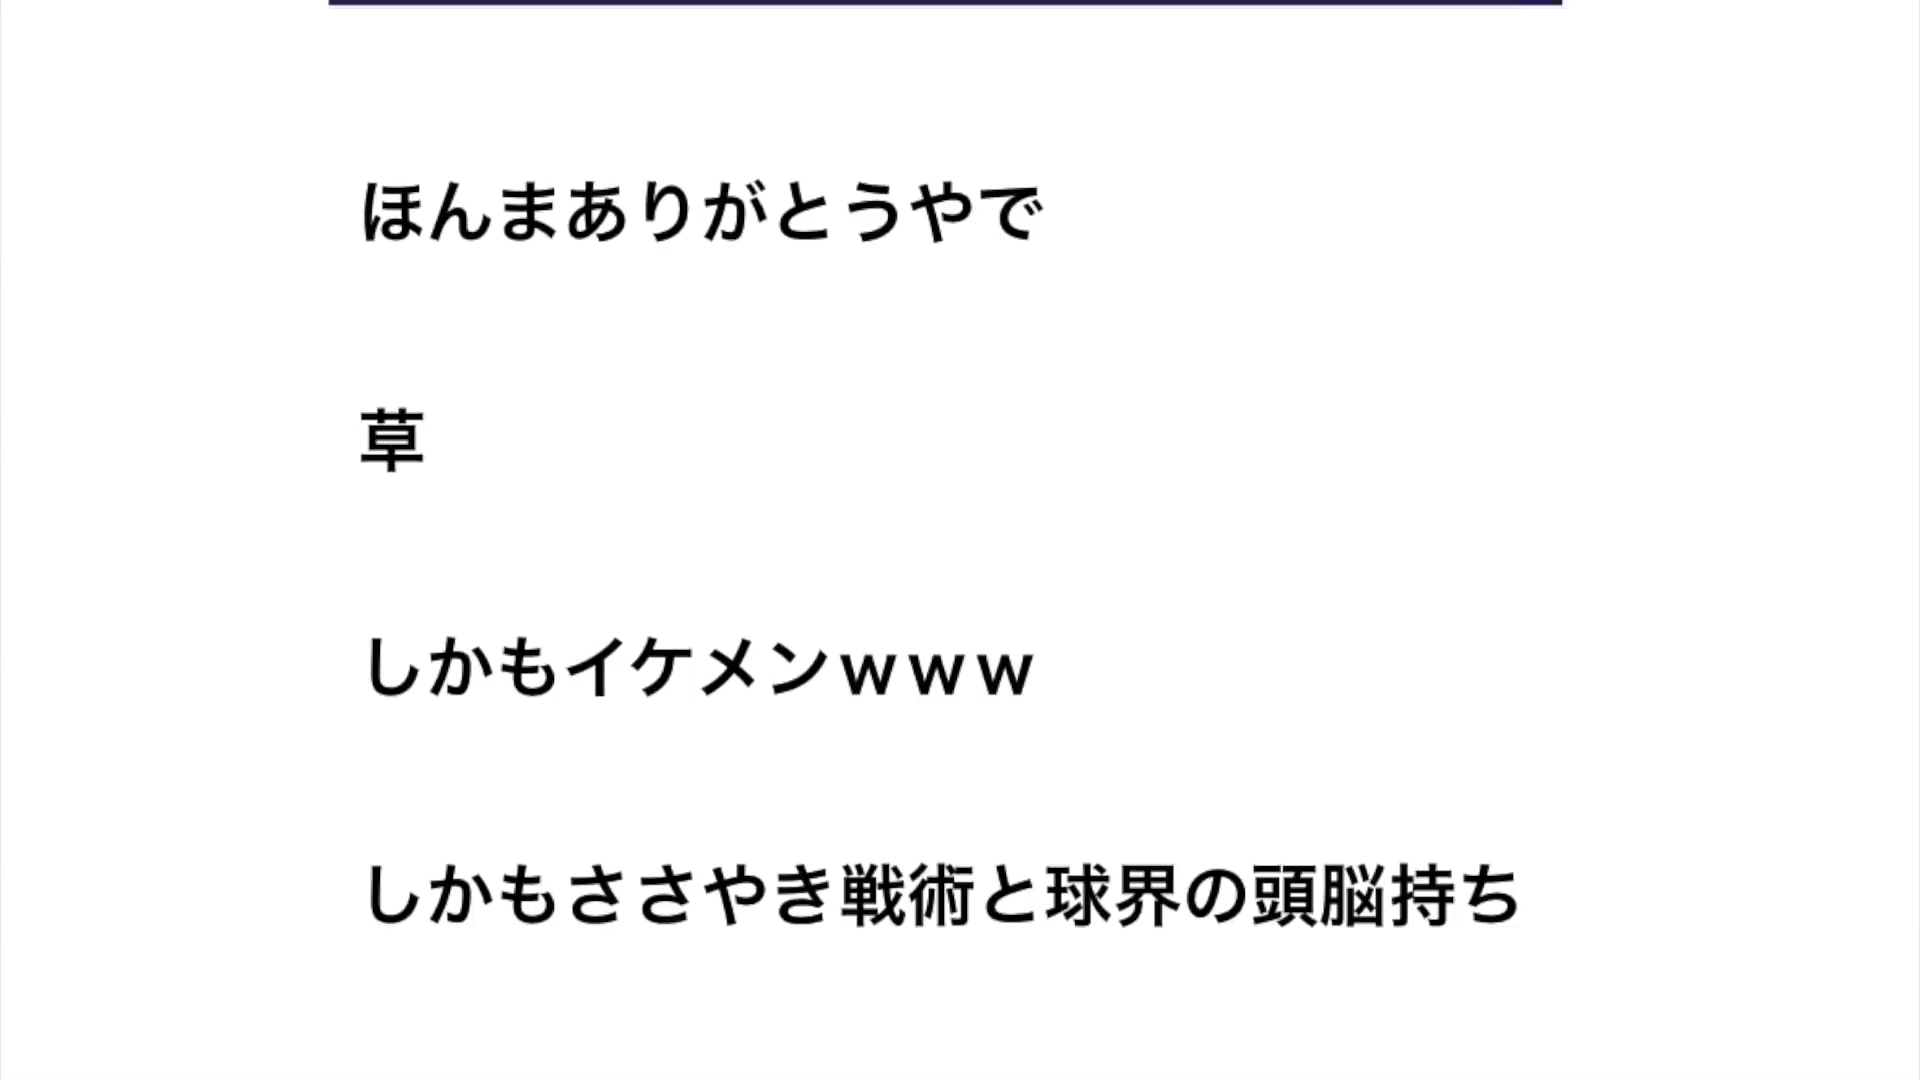 ほんまありがとうやで
草
しかもイケメンｗｗｗ
しかもささやき戦術と球界の頭脳持ち